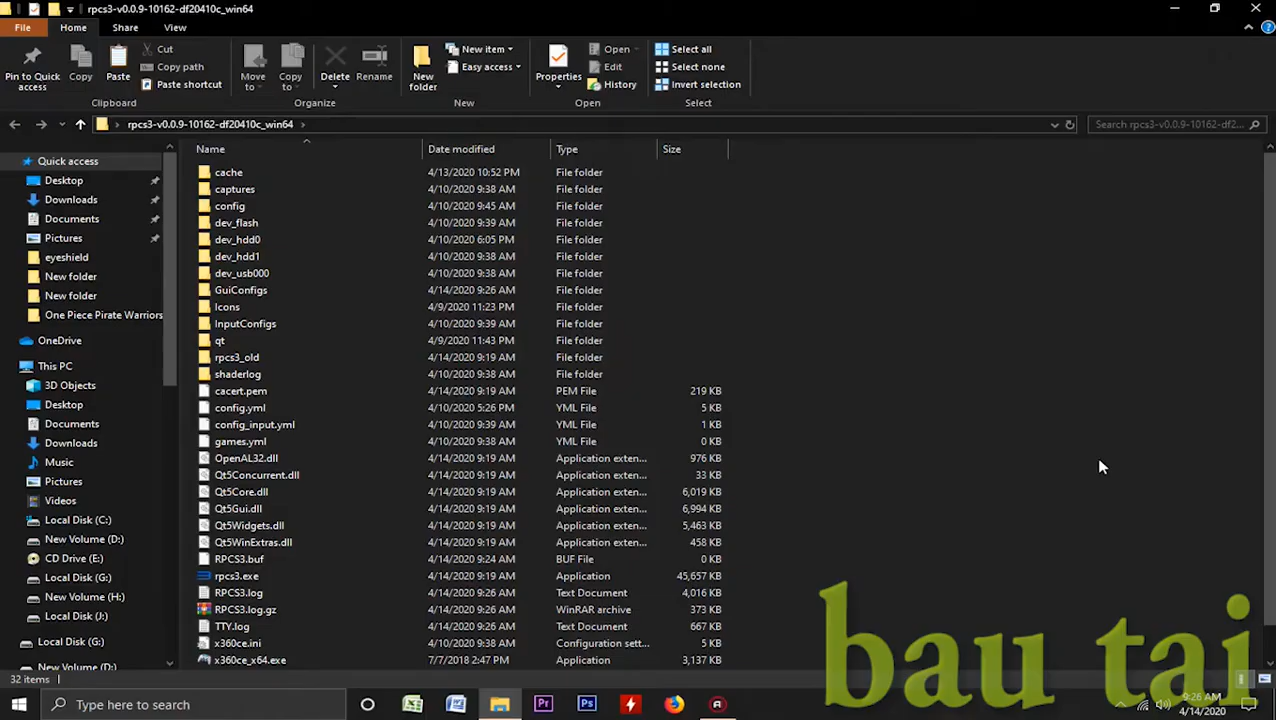 rpcs3-v0.0.9-10162-df20410c_win64
File Home Share View
Pin to Quick access
Copy
Paste
Cut
Copy path
Paste shortcut
Clipboard
Move to
Copy to
Delete
Rename
Organize
New folder
New item
Easy access
New
Properties
Open
Edit
History
Open
Select all
Select none
Invert selection
Select
rpcs3-v0.0.9-10162-df20410c_win64
Search rpcs3-v0.0.9-10162-df2...
Quick access
Desktop
Downloads
Documents
Pictures
eyeshield
New folder
New folder
One Piece Pirate Warriors
OneDrive
This PC
3D Objects
Desktop
Documents
Downloads
Music
Pictures
Videos
Local Disk (C:)
New Volume (D:)
CD Drive (E:)
Local Disk (G:)
New Volume (H:)
Local Disk (J:)
Local Disk (G:)
New Volume (D:)
Name Date modified Type Size
cache 4/13/2020 10:52 PM File folder
captures 4/10/2020 9:38 AM File folder
config 4/10/2020 9:45 AM File folder
dev_flash 4/10/2020 9:39 AM File folder
dev_hdd0 4/10/2020 6:05 PM File folder
dev_hdd1 4/10/2020 9:38 AM File folder
dev_usb000 4/10/2020 9:38 AM File folder
GuiConfigs 4/14/2020 9:26 AM File folder
Icons 4/9/2020 11:23 PM File folder
InputConfigs 4/10/2020 9:39 AM File folder
qt 4/9/2020 11:43 PM File folder
rpcs3_old 4/14/2020 9:19 AM File folder
shaderlog 4/10/2020 9:38 AM File folder
cacert.pem 4/14/2020 9:19 AM PEM File 219 KB
config.yml 4/10/2020 5:26 PM YML File 5 KB
config_input.yml 4/10/2020 9:39 AM YML File 1 KB
games.yml 4/10/2020 9:38 AM YML File 0 KB
OpenAL32.dll 4/14/2020 9:19 AM Application exten... 976 KB
Qt5Concurrent.dll 4/14/2020 9:19 AM Application exten... 33 KB
Qt5Core.dll 4/14/2020 9:19 AM Application exten... 6,019 KB
Qt5Gui.dll 4/14/2020 9:19 AM Application exten... 6,994 KB
Qt5Widgets.dll 4/14/2020 9:19 AM Application exten... 5,463 KB
Qt5WinExtras.dll 4/14/2020 9:19 AM Application exten... 458 KB
RPCS3.buf 4/14/2020 9:24 AM BUF File 0 KB
rpcs3.exe 4/14/2020 9:19 AM Application 45,657 KB
RPCS3.log 4/14/2020 9:26 AM Text Document 4,016 KB
RPCS3.log.gz 4/14/2020 9:26 AM WinRAR archive 373 KB
TTY.log 4/14/2020 9:26 AM Text Document 667 KB
x360ce.ini 4/10/2020 9:38 AM Configuration sett... 5 KB
x360ce_x64.exe 7/7/2018 2:47 PM Application 3,137 KB
bau tai
32 items
Type here to search
Pr
Ps
9:26 AM
4/14/2020